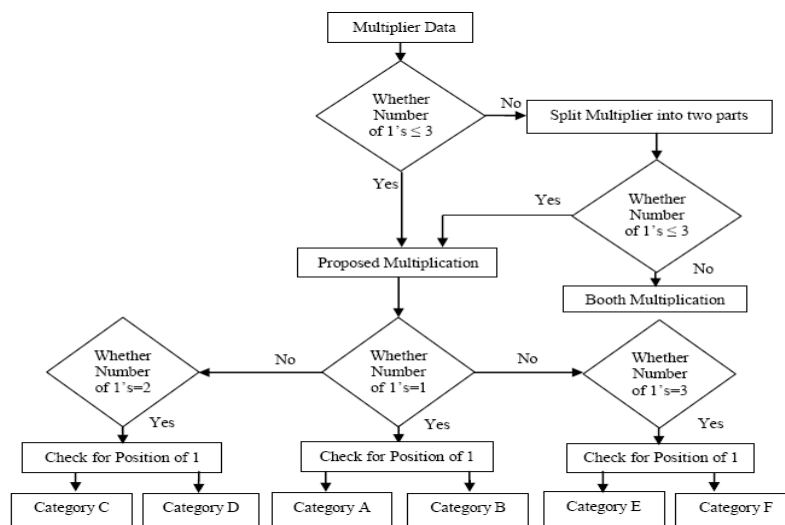 Multiplier Data
Whether
Number
of 1’s ≤ 3
No
Split Multiplier into two parts
Yes
Whether
Number
of 1’s ≤ 3
Yes
No
Proposed Multiplication
Booth Multiplication
Whether
Number
of 1’s=2
No
Whether
Number
of 1’s=1
No
Whether
Number
of 1’s=3
Yes
Yes
Yes
Check for Position of 1
Check for Position of 1
Check for Position of 1
Category C
Category D
Category A
Category B
Category E
Category F